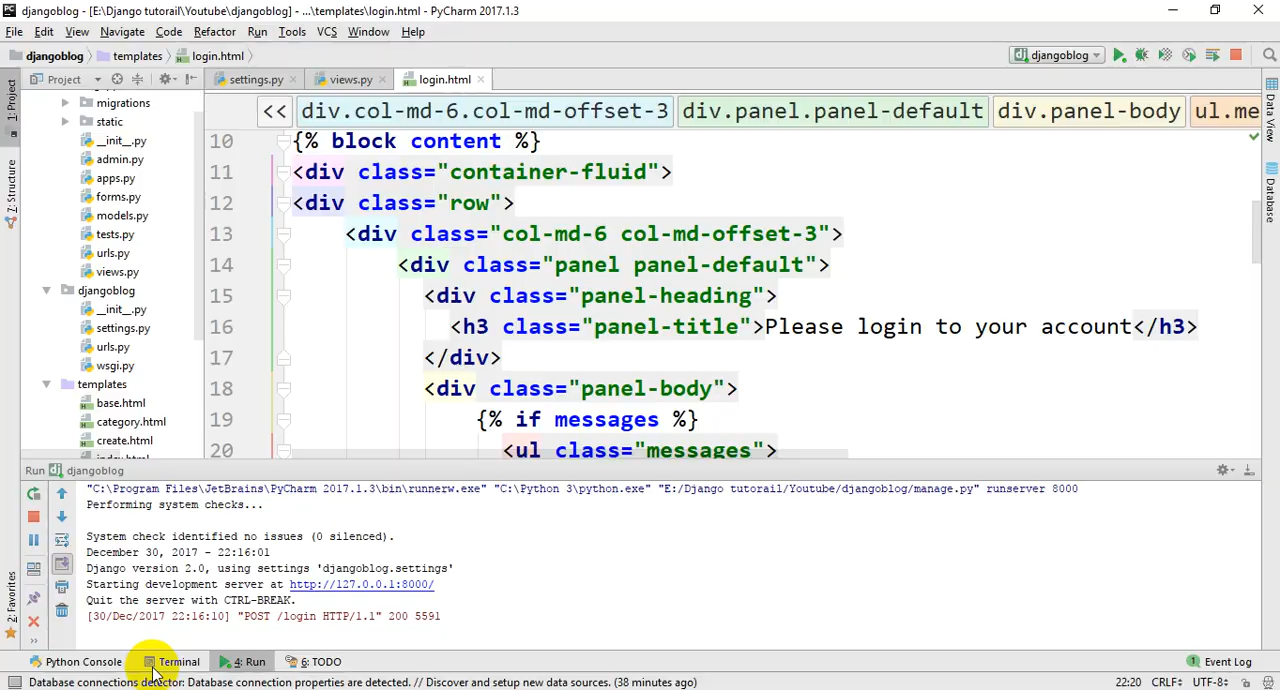 djangoblog - [E:\Django tutorail\Youtube\djangoblog] - ...\templates\login.html - PyCharm 2017.1.3
File Edit View Navigate Code Refactor Run Tools VCS Window Help
djangoblog templates login.html djangoblog
1: Project
Z: Structure
2: Favorites
Project settings.py views.py login.html
migrations
static
__init__.py
admin.py
apps.py
forms.py
models.py
tests.py
urls.py
views.py
djangoblog
__init__.py
settings.py
urls.py
wsgi.py
templates
base.html
category.html
create.html
<< div.col-md-6.col-md-offset-3 div.panel.panel-default div.panel-body ul.me
10 {% block content %}
11 <div class="container-fluid">
12 <div class="row">
13 <div class="col-md-6 col-md-offset-3">
14 <div class="panel panel-default">
15 <div class="panel-heading">
16 <h3 class="panel-title">Please login to your account</h3>
17 </div>
18 <div class="panel-body">
19 {% if messages %}
20 <ul class="messages">
Data View
Database
Run djangoblog
"C:\Program Files\JetBrains\PyCharm 2017.1.3\bin\runnerw.exe" "C:\Python 3\python.exe" "E:/Django tutorail/Youtube/djangoblog/manage.py" runserver 8000
Performing system checks...
System check identified no issues (0 silenced).
December 30, 2017 - 22:16:01
Django version 2.0, using settings 'djangoblog.settings'
Starting development server at http://127.0.0.1:8000/
Quit the server with CTRL-BREAK.
[30/Dec/2017 22:16:10] "POST /login HTTP/1.1" 200 5591
Python Console Terminal 4: Run 6: TODO 1 Event Log
Database connections detector: Database connection properties are detected. // Discover and setup new data sources. (38 minutes ago) 22:20 CRLF UTF-8